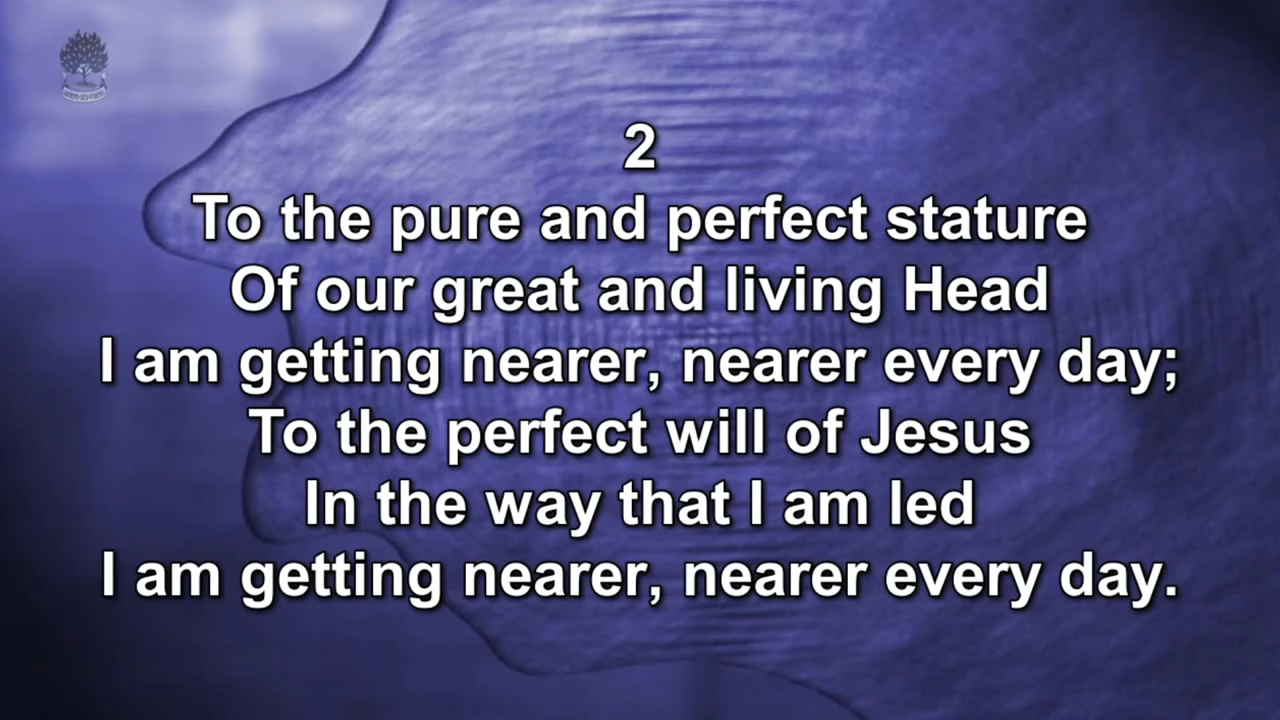 2
To the pure and perfect stature
Of our great and living Head
I am getting nearer, nearer every day;
To the perfect will of Jesus
In the way that I am led
I am getting nearer, nearer every day.